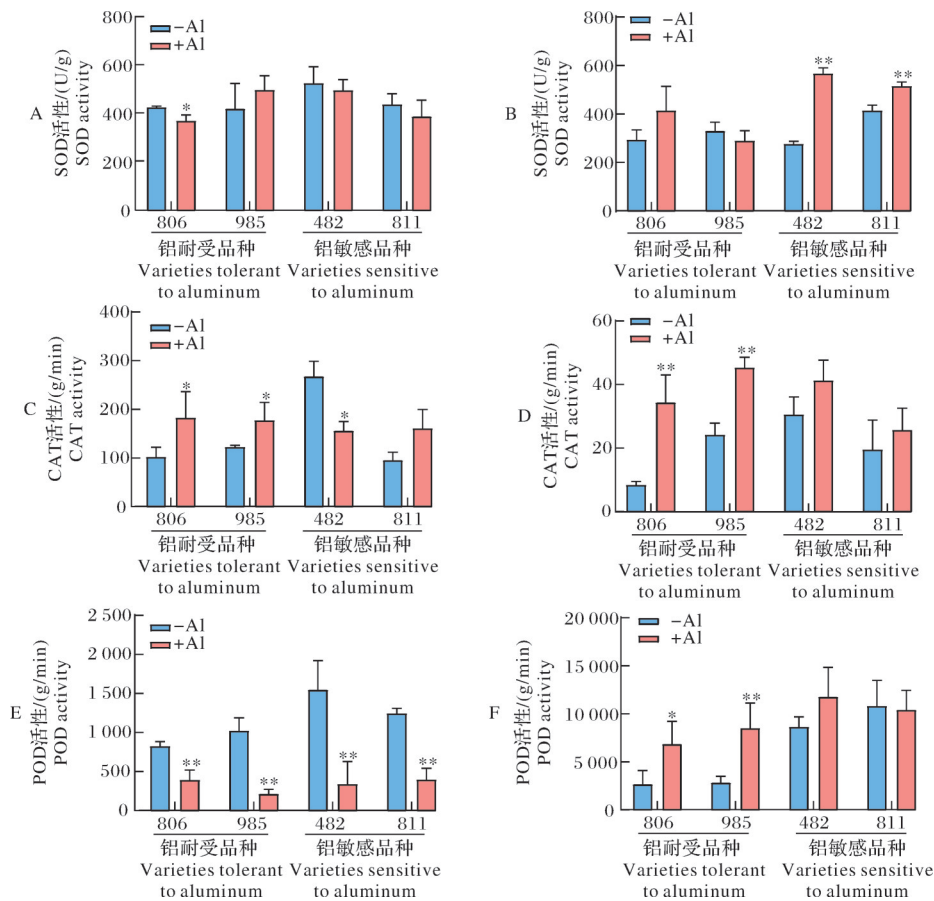 A
SOD活性/(U/g)
SOD activity
800
600
400
200
0
−Al
+Al
*
806
985
482
811
铝耐受品种
铝敏感品种
Varieties tolerant
to aluminum
Varieties sensitive
to aluminum
B
SOD活性/(U/g)
SOD activity
800
600
400
200
0
−Al
+Al
**
**
806
985
482
811
铝耐受品种
铝敏感品种
Varieties tolerant
to aluminum
Varieties sensitive
to aluminum
C
CAT活性/(g/min)
CAT activity
400
300
200
100
0
−Al
+Al
*
*
*
806
985
482
811
铝耐受品种
铝敏感品种
Varieties tolerant
to aluminum
Varieties sensitive
to aluminum
D
CAT活性/(g/min)
CAT activity
60
40
20
0
−Al
+Al
**
**
806
985
482
811
铝耐受品种
铝敏感品种
Varieties tolerant
to aluminum
Varieties sensitive
to aluminum
E
POD活性/(g/min)
POD activity
2 500
2 000
1 500
1 000
500
0
−Al
+Al
**
**
**
**
806
985
482
811
铝耐受品种
铝敏感品种
Varieties tolerant
to aluminum
Varieties sensitive
to aluminum
F
POD活性/(g/min)
POD activity
20 000
15 000
10 000
5 000
0
−Al
+Al
*
**
806
985
482
811
铝耐受品种
铝敏感品种
Varieties tolerant
to aluminum
Varieties sensitive
to aluminum